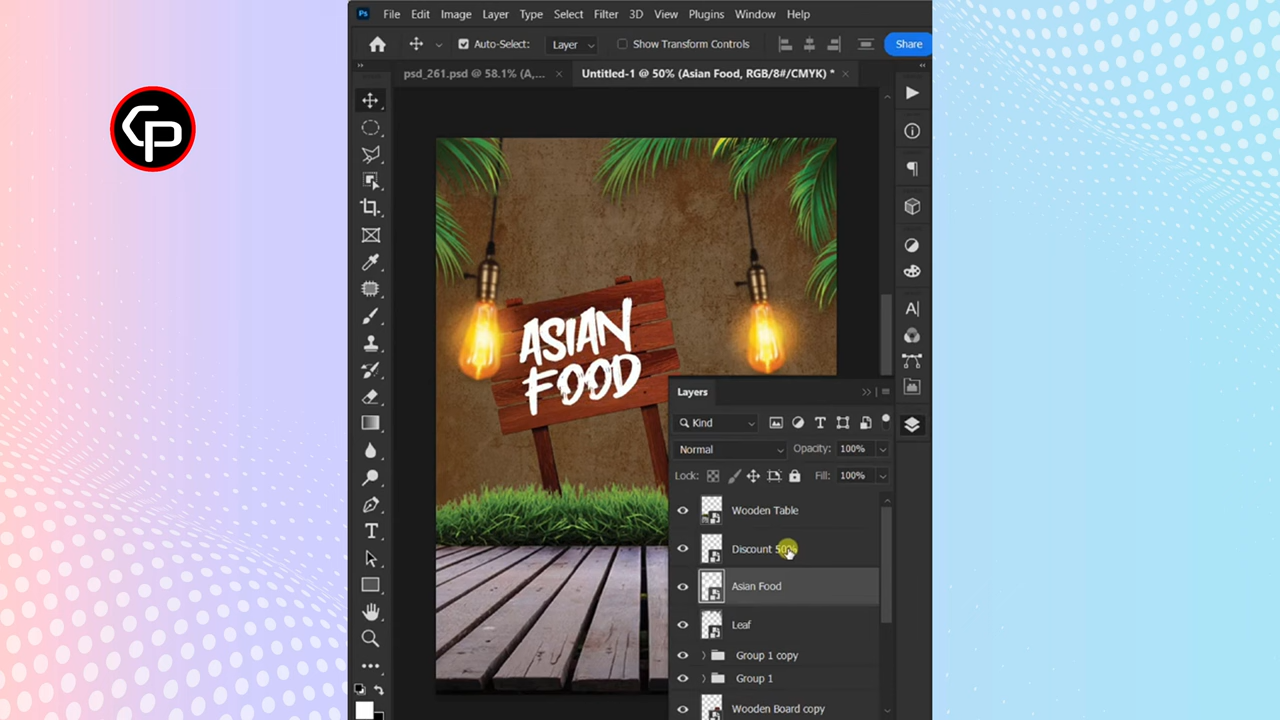 CP
Ps File Edit Image Layer Type Select Filter 3D View Plugins Window Help
Auto-Select: Layer Show Transform Controls Share
psd_261.psd @ 58.1% (A,... × Untitled-1 @ 50% (Asian Food, RGB/8#/CMYK) * ×
ASIAN
FOOD
Layers
Kind
Normal Opacity: 100%
Lock: Fill: 100%
Wooden Table
Discount 50%
Asian Food
Leaf
Group 1 copy
Group 1
Wooden Board copy